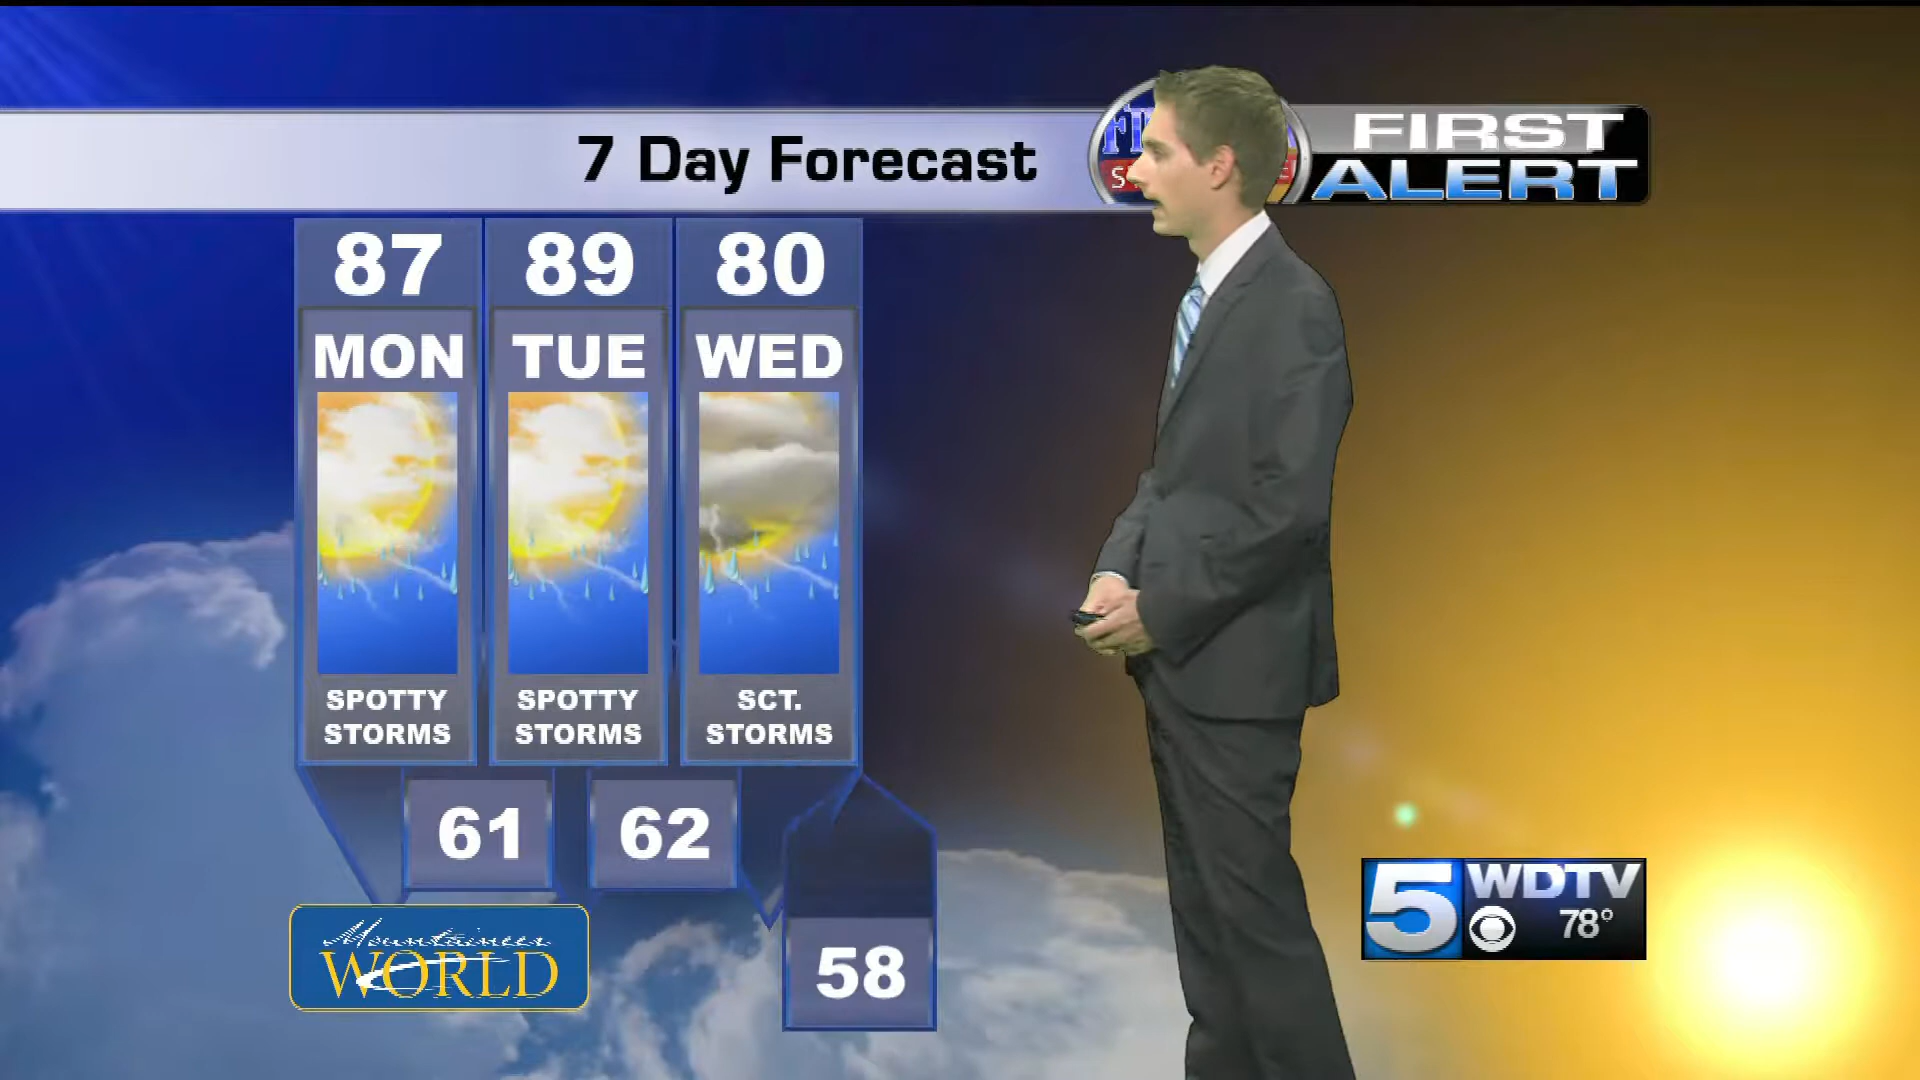 7 Day Forecast
FIRST
ALERT
87
89
80
MON
TUE
WED
SPOTTY
STORMS
SPOTTY
STORMS
SCT.
STORMS
61
62
58
Mountaineer
WORLD
5
WDTV
78°